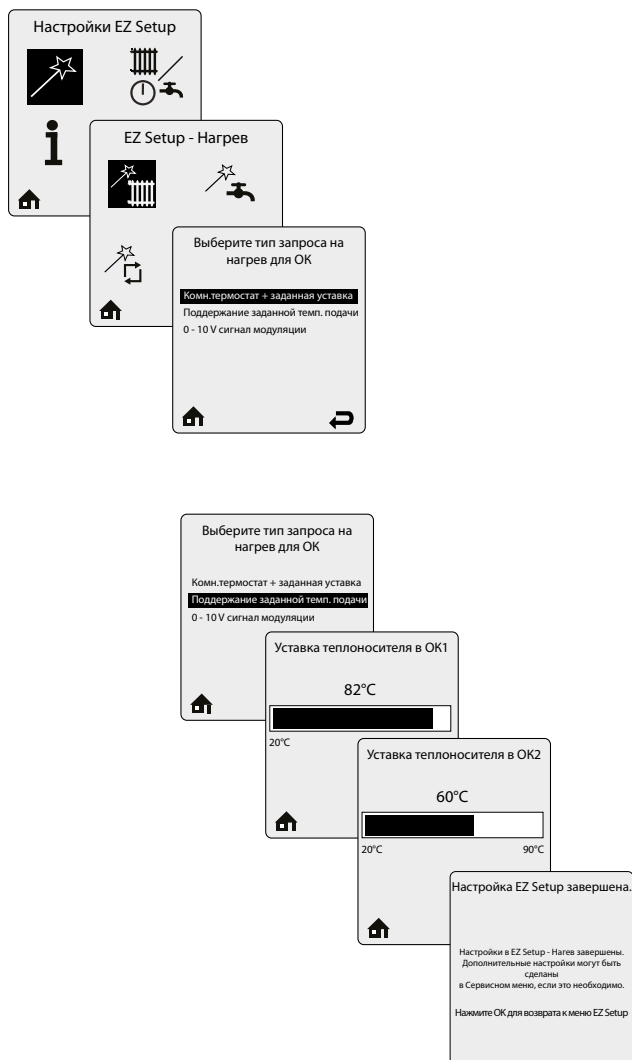 Настройки EZ Setup
EZ Setup - Нагрев
Выберите тип запроса на
нагрев для ОК
Комн.термостат + заданная уставка
Поддержание заданной темп. подачи
0 - 10 V сигнал модуляции
Выберите тип запроса на
нагрев для ОК
Комн.термостат + заданная уставка
Поддержание заданной темп. подачи
0 - 10 V сигнал модуляции
Уставка теплоносителя в ОК1
82°C
20°C
Уставка теплоносителя в ОК2
60°C
20°C 90°C
Настройка EZ Setup завершена.
Настройки в EZ Setup - Нагев завершены.
Дополнительные настройки могут быть
сделаны
в Сервисном меню, если это необходимо.
Нажмите ОК для возврата к меню EZ Setup